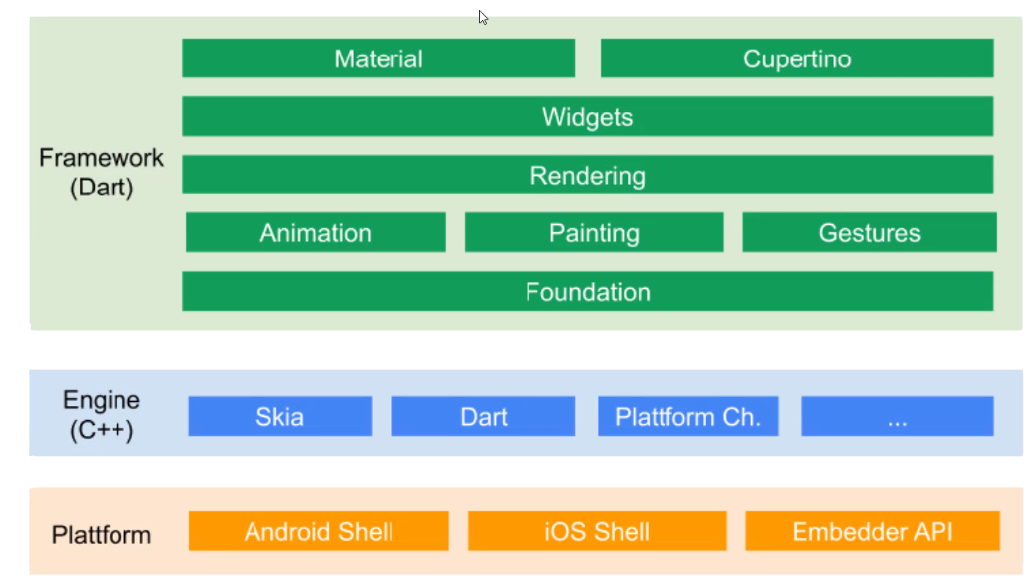 Material
Cupertino
Widgets
Framework
(Dart)
Rendering
Animation
Painting
Gestures
Foundation
Engine
(C++)
Skia
Dart
Plattform Ch.
...
Plattform
Android Shell
iOS Shell
Embedder API